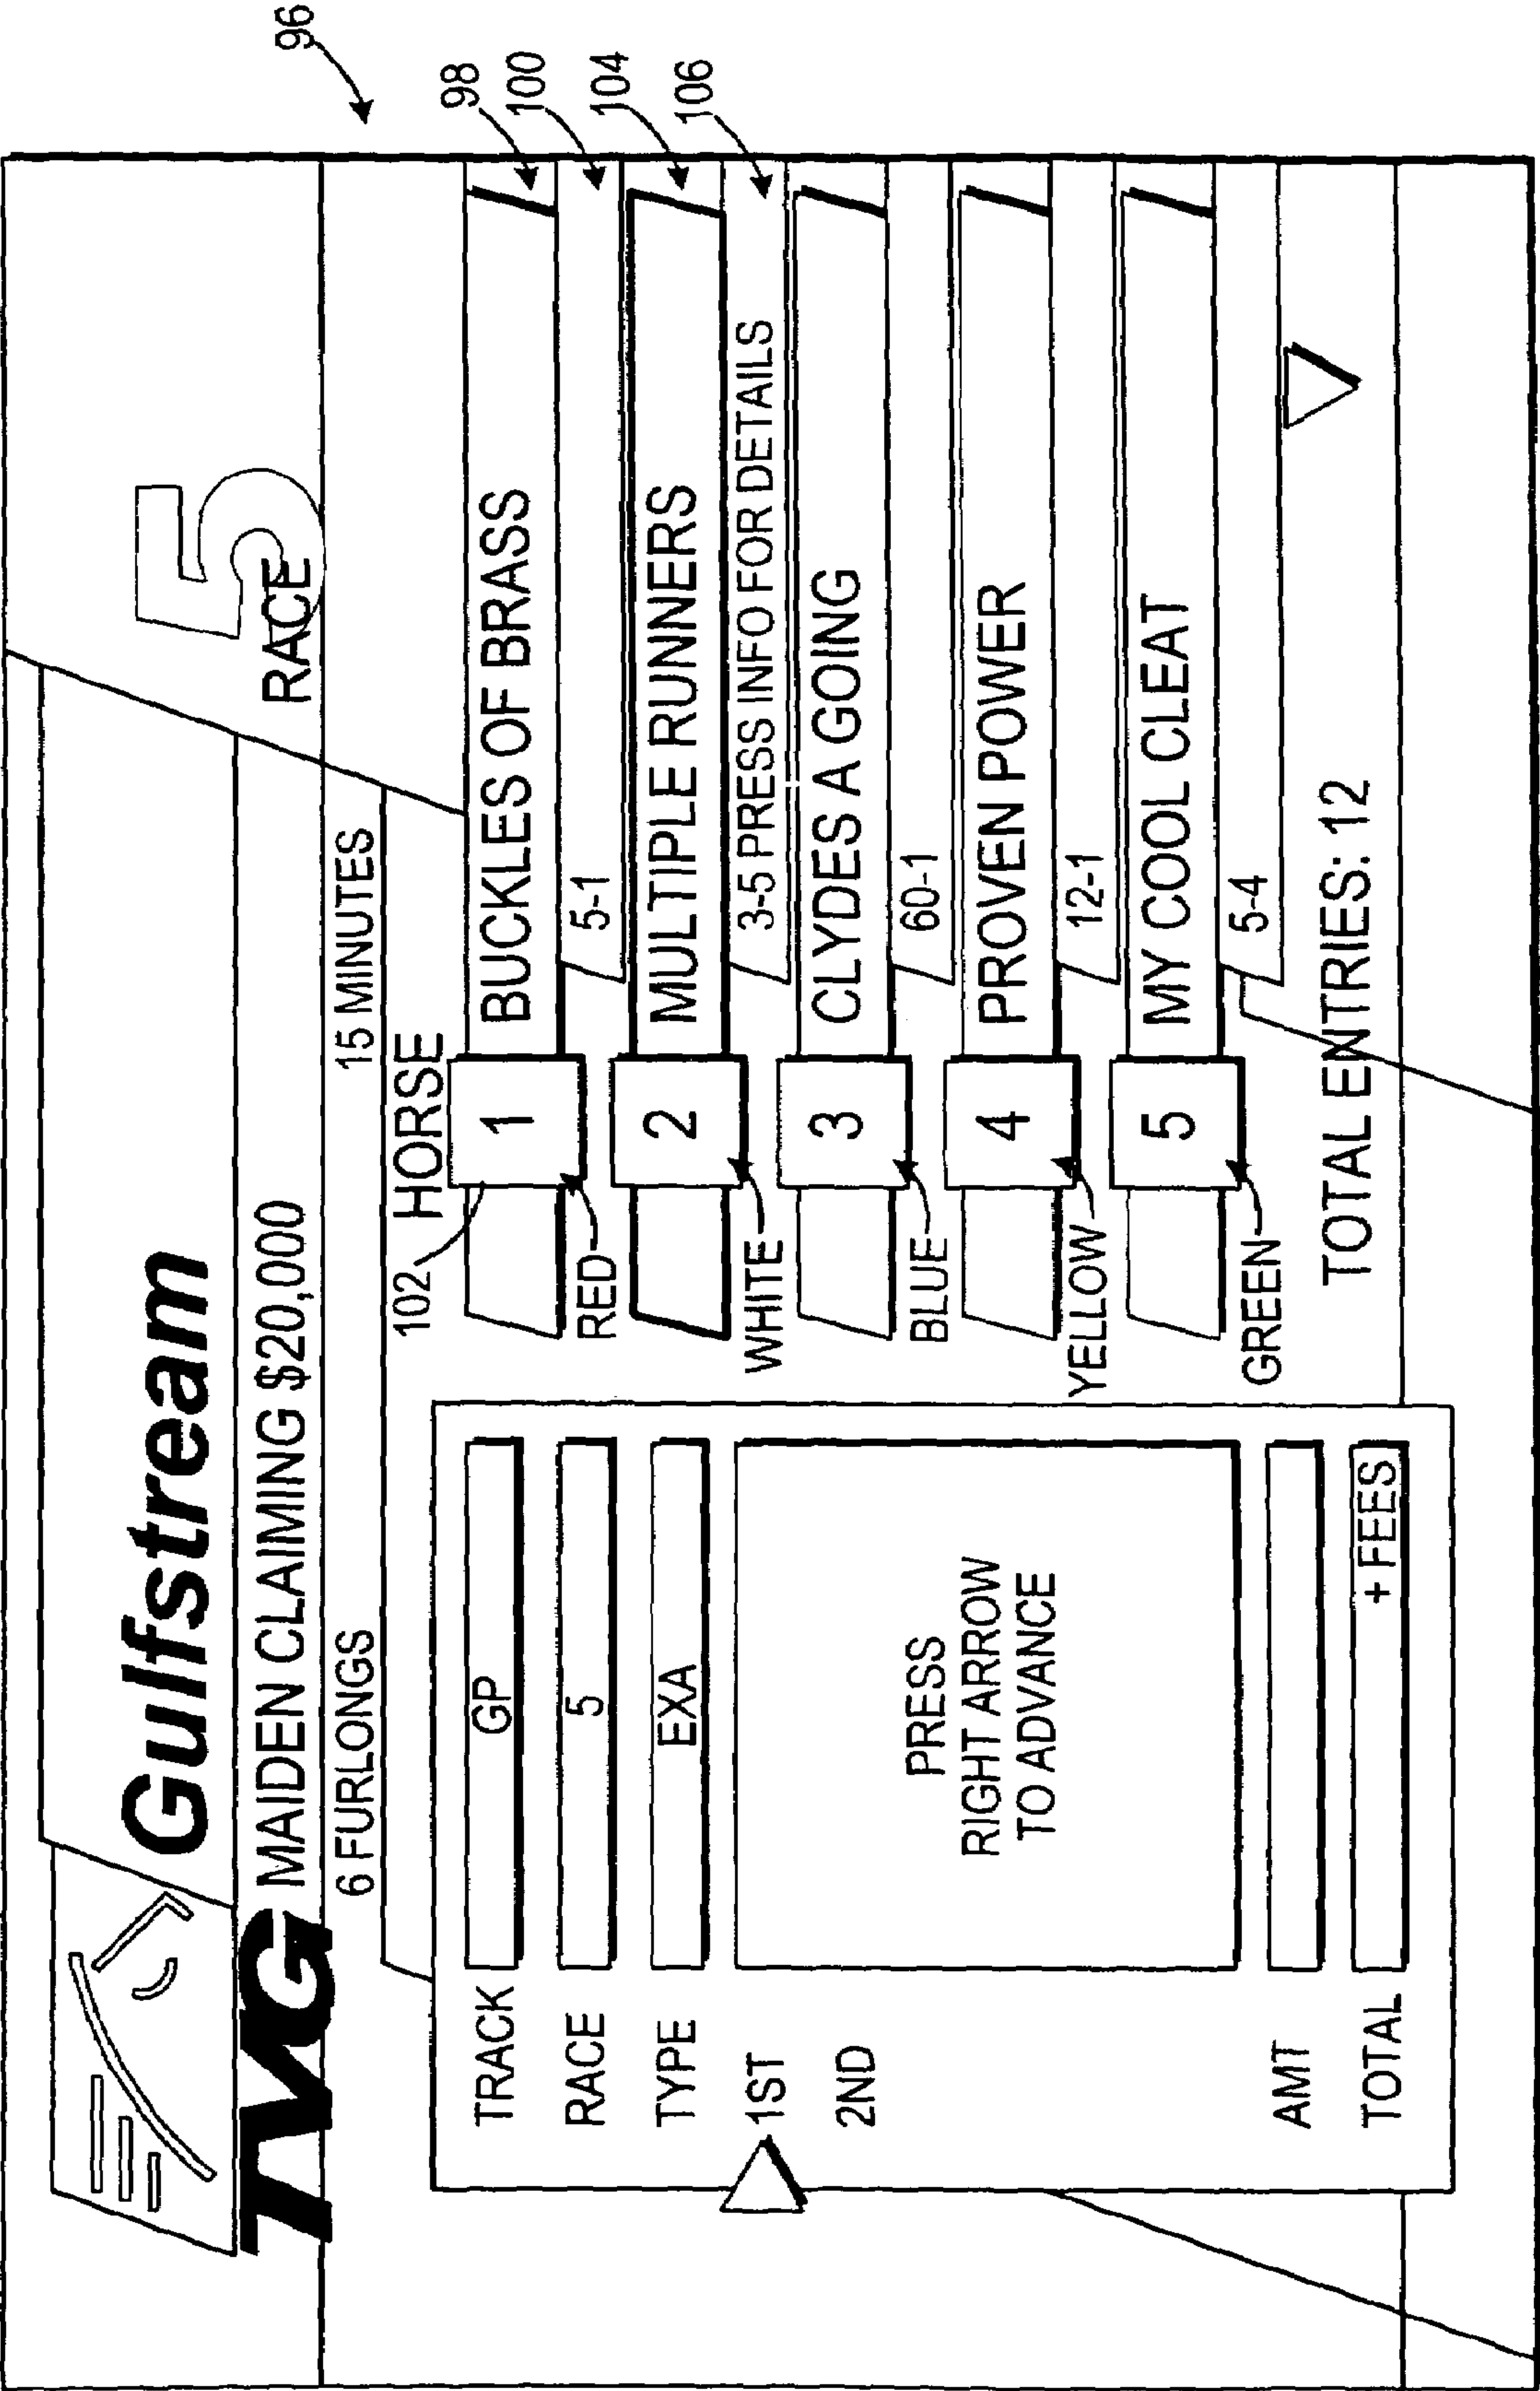 96
Gulfstream
5
RACE
TVG
MAIDEN CLAIMING $20,000
6 FURLONGS
15 MINUTES
102
HORSE
TRACK
GP
RACE
5
TYPE
EXA
1ST
2ND
PRESS
RIGHT ARROW
TO ADVANCE
AMT
TOTAL
+ FEES
1
BUCKLES OF BRASS
98
RED
5-1
100
2
MULTIPLE RUNNERS
104
WHITE
3-5 PRESS INFO FOR DETAILS
106
3
CLYDES A GOING
BLUE
60-1
4
PROVEN POWER
YELLOW
12-1
5
MY COOL CLEAT
GREEN
5-4
TOTAL ENTRIES: 12